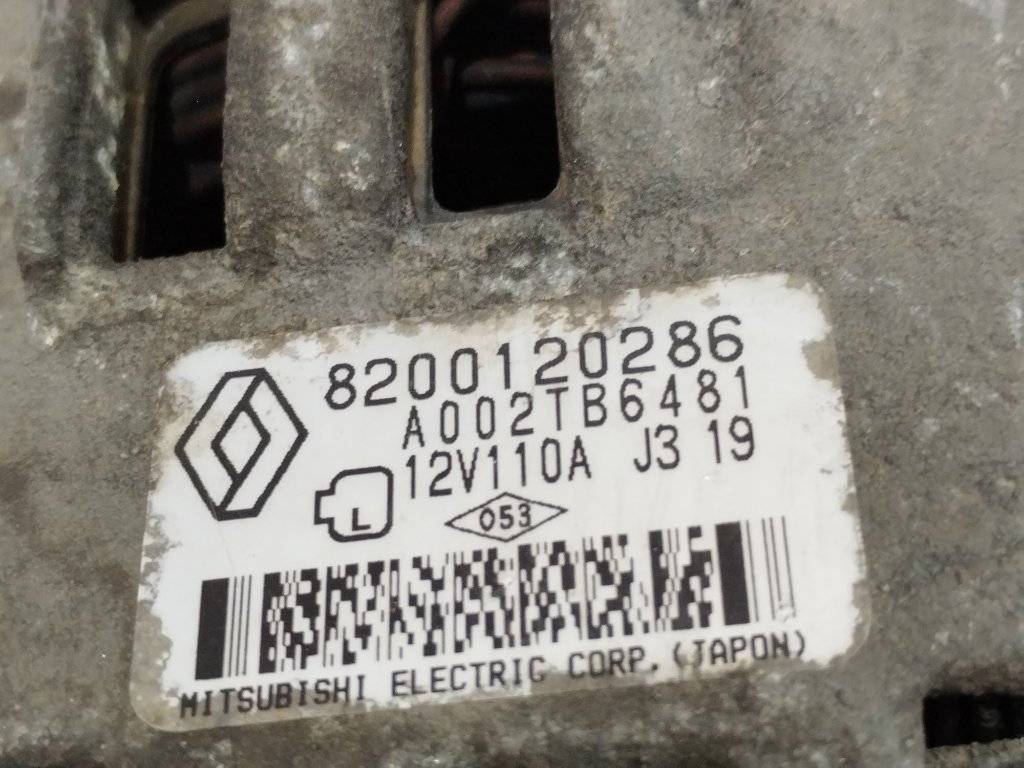 8200120286
A002TB6481
12V110A J3 19
L
053
MITSUBISHI ELECTRIC CORP. (JAPON)